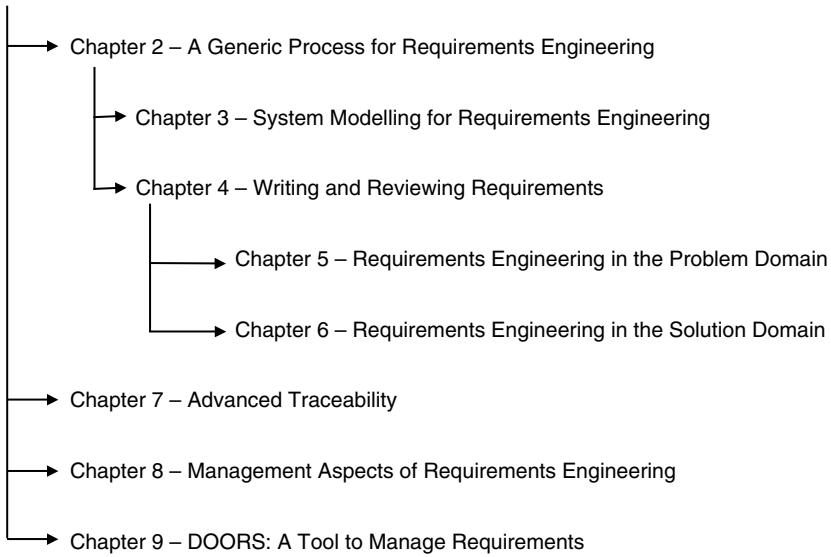 Chapter 2 – A Generic Process for Requirements Engineering
Chapter 3 – System Modelling for Requirements Engineering
Chapter 4 – Writing and Reviewing Requirements
Chapter 5 – Requirements Engineering in the Problem Domain
Chapter 6 – Requirements Engineering in the Solution Domain
Chapter 7 – Advanced Traceability
Chapter 8 – Management Aspects of Requirements Engineering
Chapter 9 – DOORS: A Tool to Manage Requirements